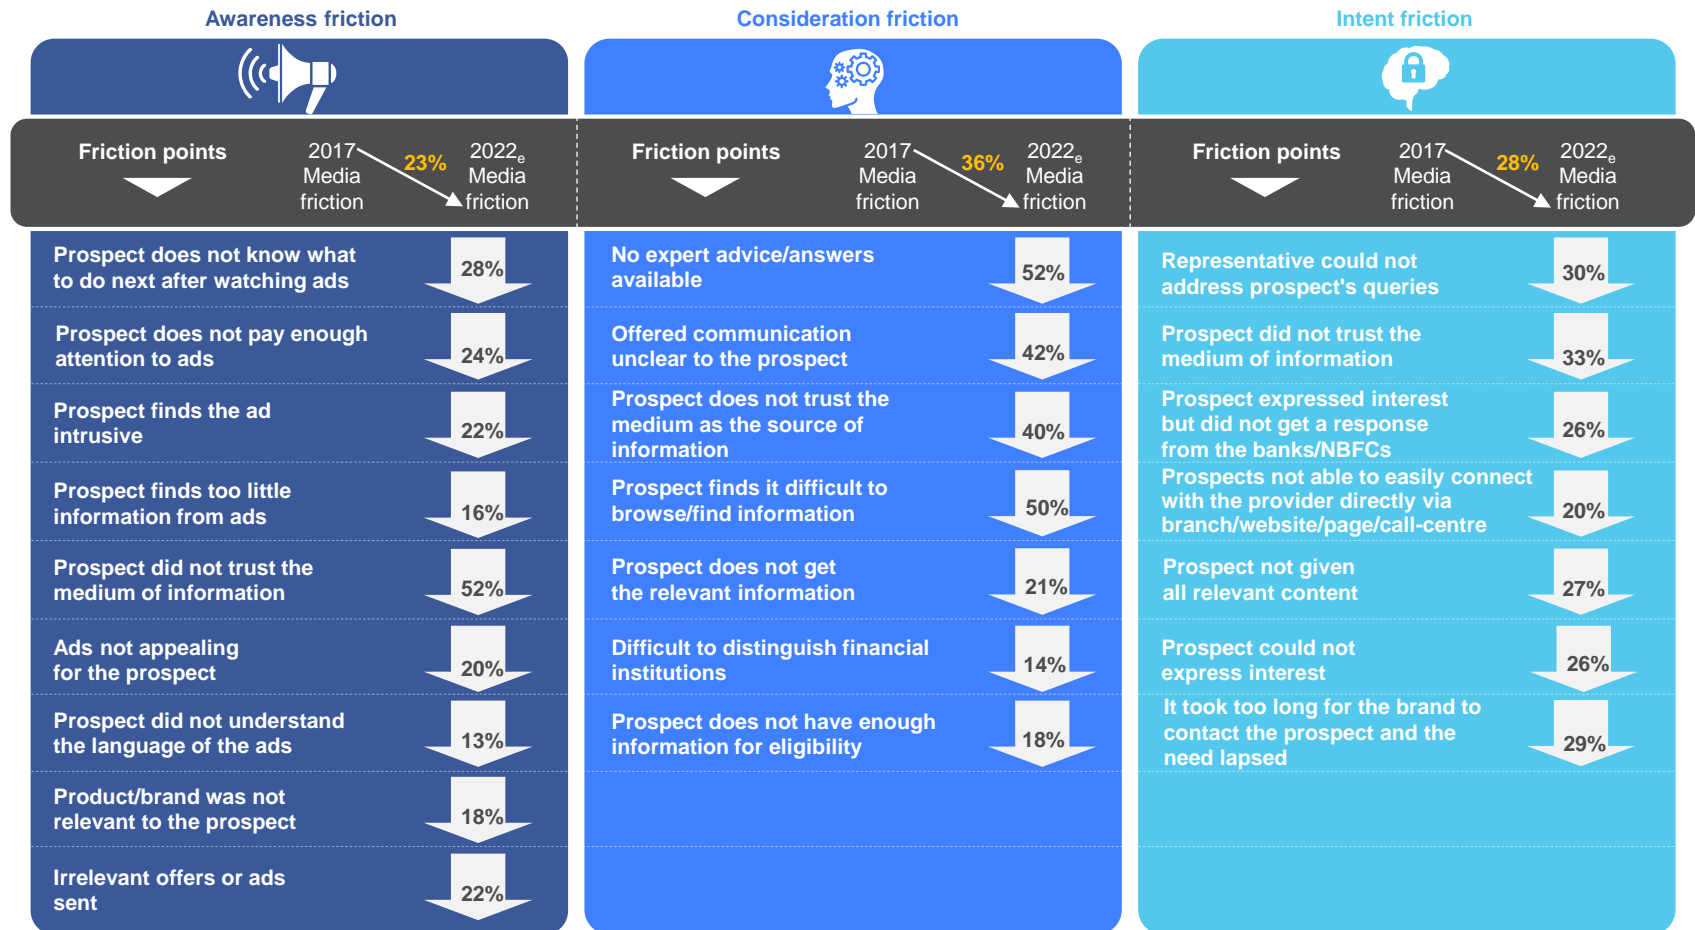 Awareness friction
Friction points
2017
Media
friction
23%
2022e
Media
friction
Prospect does not know what
to do next after watching ads
28%
Prospect does not pay enough
attention to ads
24%
Prospect finds the ad
intrusive
22%
Prospect finds too little
information from ads
16%
Prospect did not trust the
medium of information
52%
Ads not appealing
for the prospect
20%
Prospect did not understand
the language of the ads
13%
Product/brand was not
relevant to the prospect
18%
Irrelevant offers or ads
sent
22%
Consideration friction
Friction points
2017
Media
friction
36%
2022e
Media
friction
No expert advice/answers
available
52%
Offered communication
unclear to the prospect
42%
Prospect does not trust the
medium as the source of
information
40%
Prospect finds it difficult to
browse/find information
50%
Prospect does not get
the relevant information
21%
Difficult to distinguish financial
institutions
14%
Prospect does not have enough
information for eligibility
18%
Intent friction
Friction points
2017
Media
friction
28%
2022e
Media
friction
Representative could not
address prospect's queries
30%
Prospect did not trust the
medium of information
33%
Prospect expressed interest
but did not get a response
from the banks/NBFCs
26%
Prospects not able to easily connect
with the provider directly via
branch/website/page/call-centre
20%
Prospect not given
all relevant content
27%
Prospect could not
express interest
26%
It took too long for the brand to
contact the prospect and the
need lapsed
29%